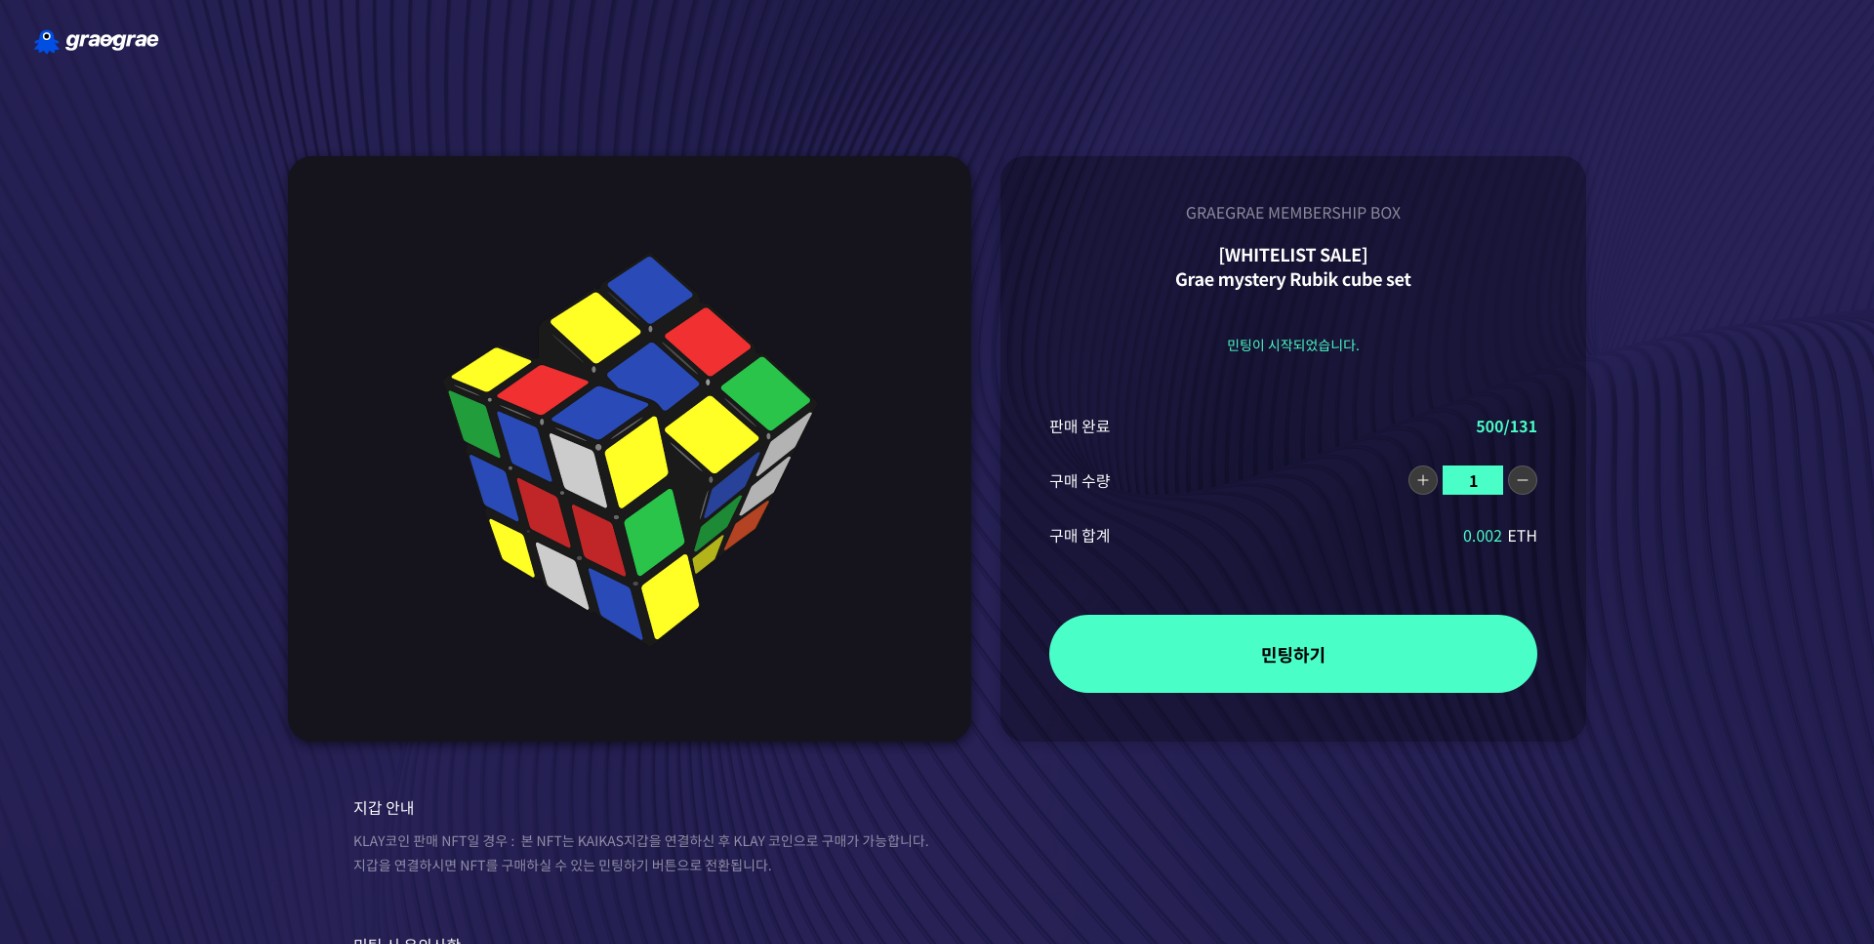 graegrae
GRAEGRAE MEMBERSHIP BOX
[WHITELIST SALE]
Grae mystery Rubik cube set
민팅이 시작되었습니다.
판매 완료 500/131
구매 수량 + 1 −
구매 합계 0.002 ETH
민팅하기
지갑 안내
KLAY코인 판매 NFT일 경우 : 본 NFT는 KAIKAS지갑을 연결하신 후 KLAY 코인으로 구매가 가능합니다.
지갑을 연결하시면 NFT를 구매하실 수 있는 민팅하기 버튼으로 전환됩니다.